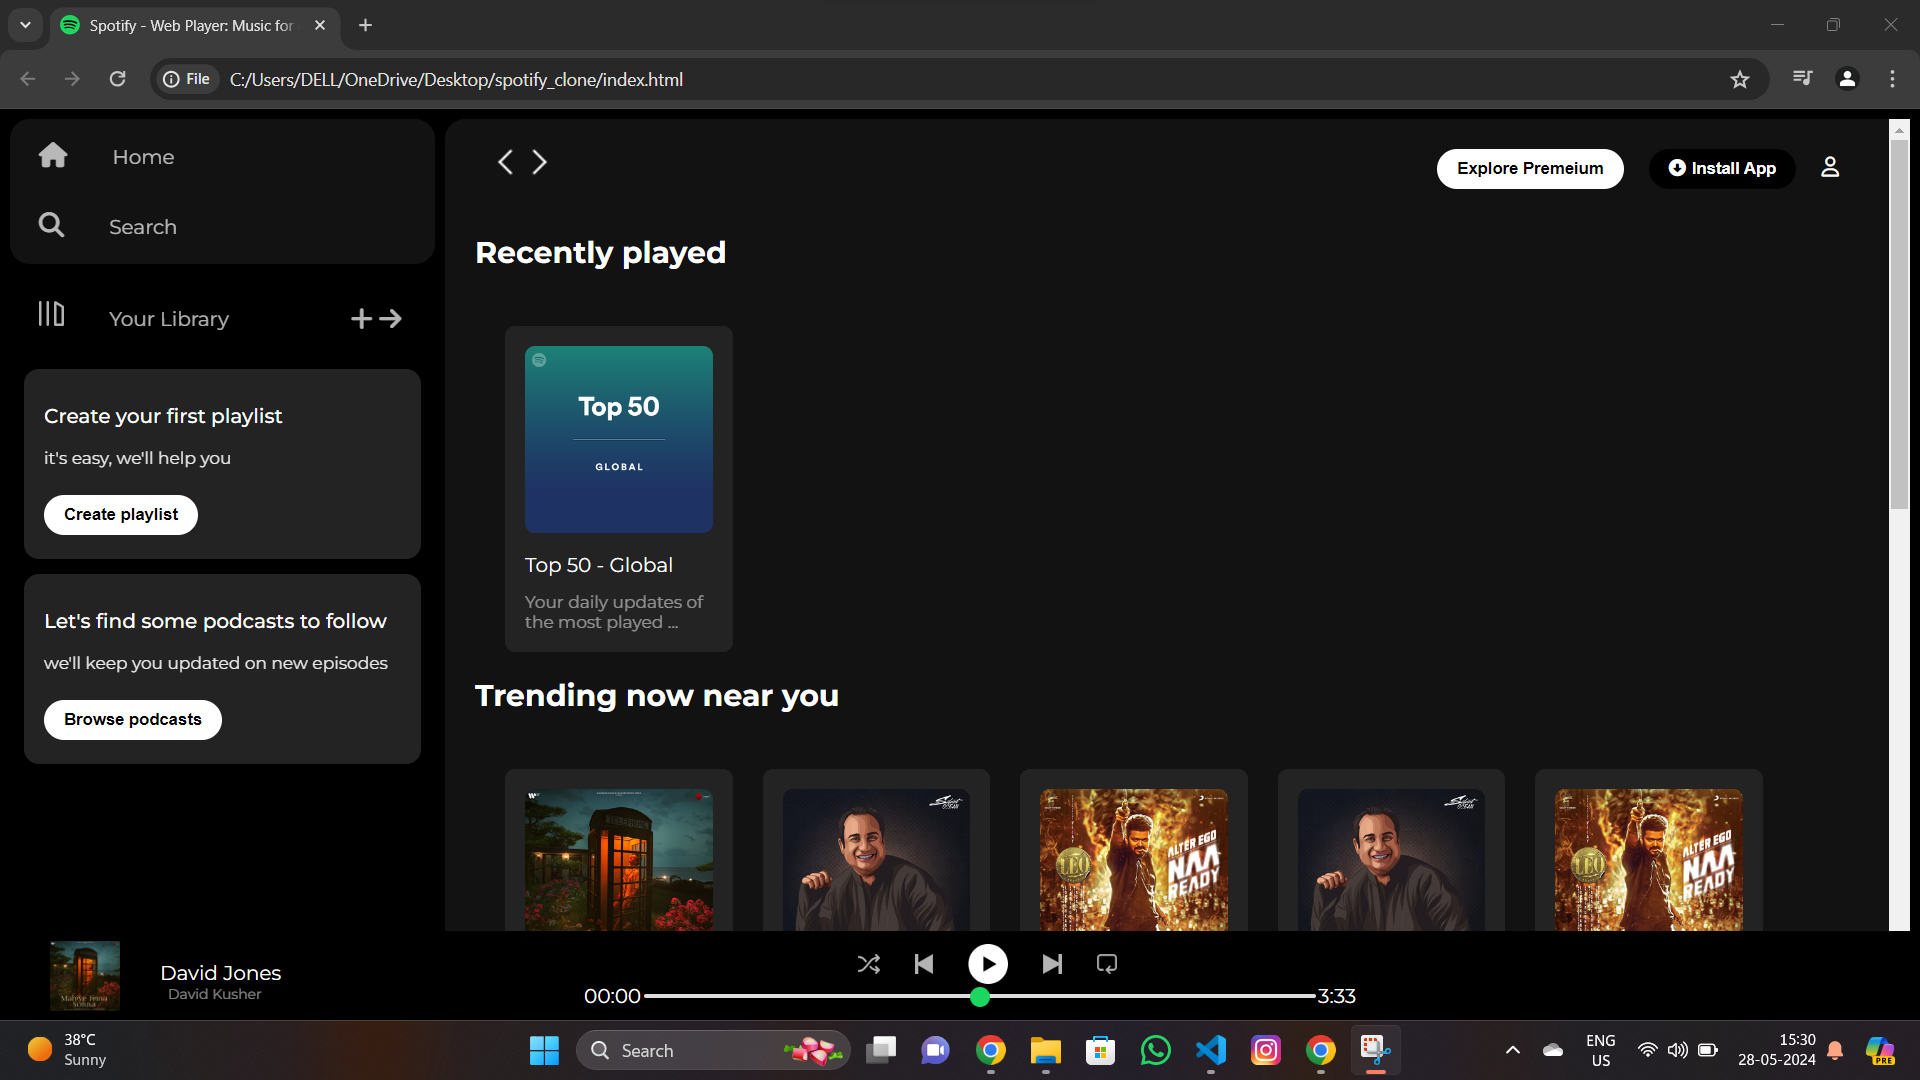 Spotify - Web Player: Music for
File
C:/Users/DELL/OneDrive/Desktop/spotify_clone/index.html
Home
Search
Your Library
Create your first playlist
it's easy, we'll help you
Create playlist
Let's find some podcasts to follow
we'll keep you updated on new episodes
Browse podcasts
Explore Premeium
Install App
Recently played
Top 50
GLOBAL
Top 50 - Global
Your daily updates of
the most played ...
Trending now near you
TELEPHONE
ALTER EGO
NAA
READY
LEO
ALTER EGO
NAA
READY
LEO
David Jones
David Kusher
00:00
3:33
38°C
Sunny
Search
ENG
US
15:30
28-05-2024
PRE